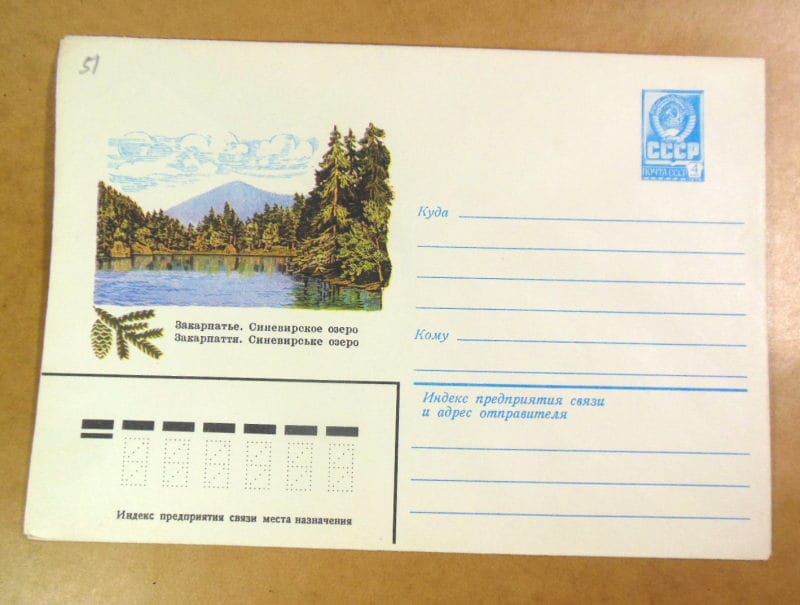 51
СССР
ПОЧТА СССР 4
Куда
Закарпатье. Синевирское озеро
Закарпаття. Синевирське озеро
Кому
Индекс предприятия связи
и адрес отправителя
Индекс предприятия связи места назначения